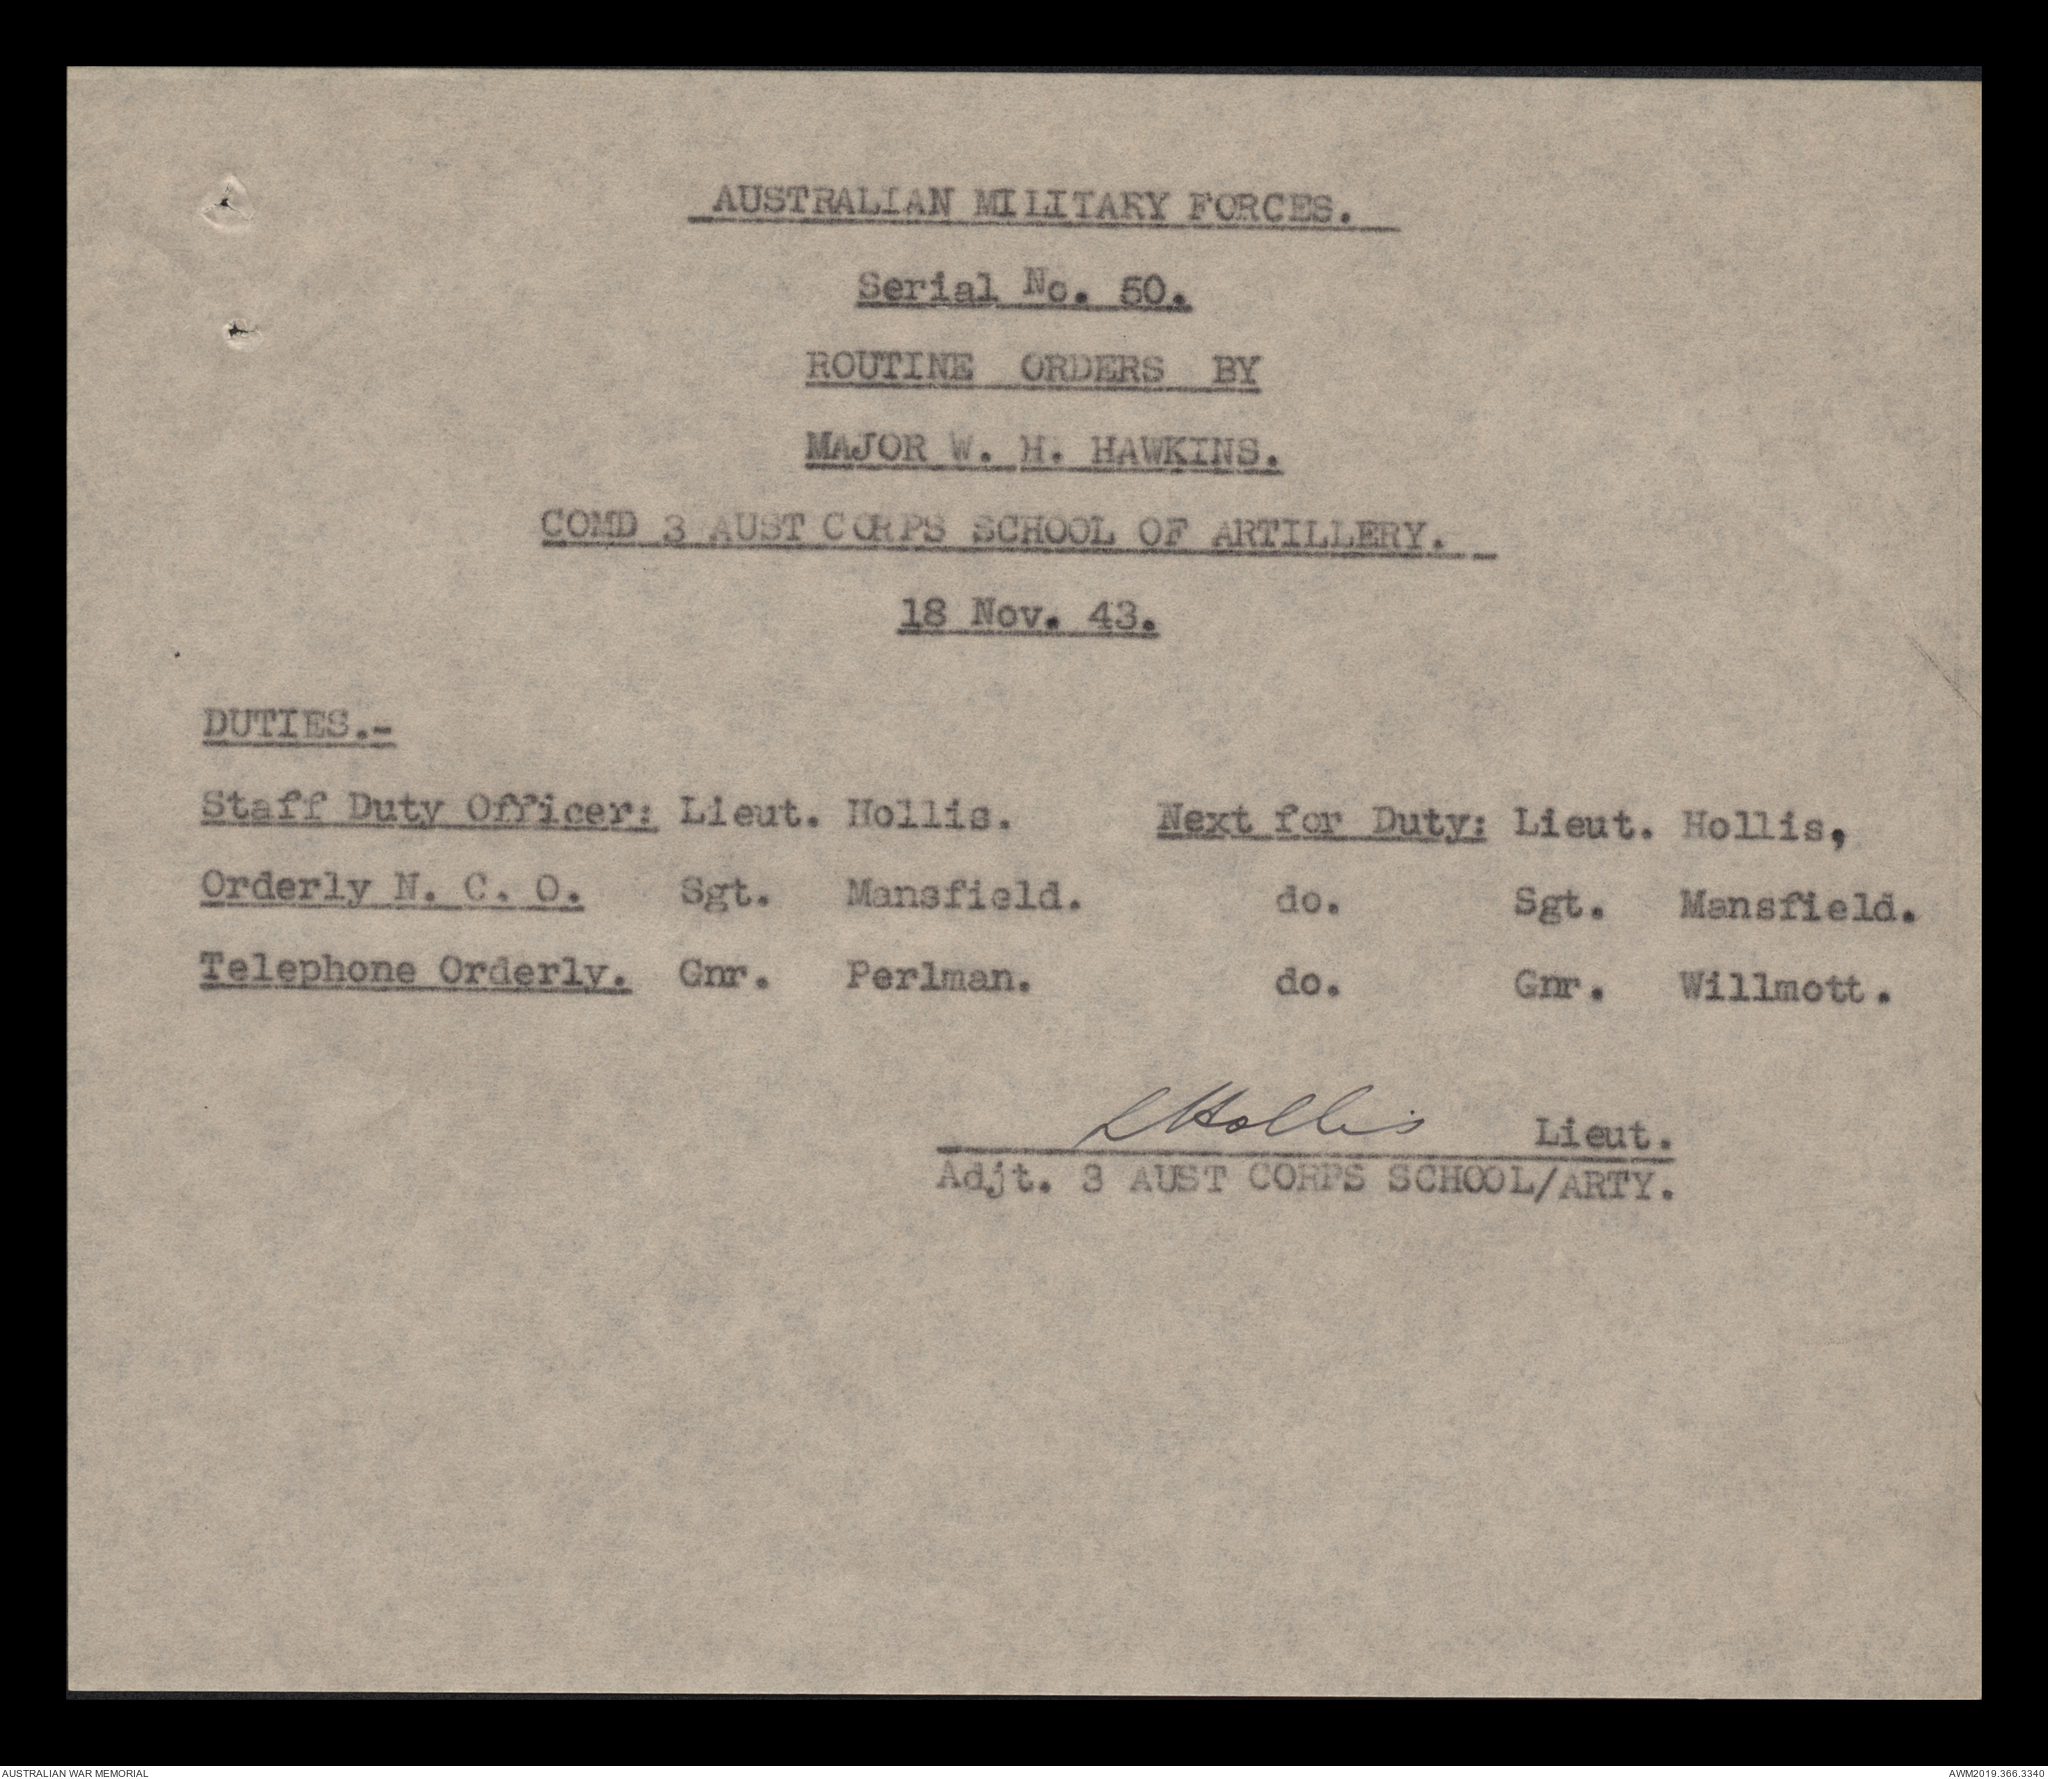 AUSTRALIAN MILITARY FORCES.
Serial No. 50.
ROUTINE ORDERS BY
MAJOR W. H. HAWKINS.
COMD 3 AUST CORPS SCHOOL OF ARTILLERY.
18 Nov. 43.
DUTIES.-
Staff Duty Officer: Lieut. Hollis. Next for Duty: Lieut. Hollis,
Orderly N. C. O. Sgt. Mansfield. do. Sgt. Mansfield.
Telephone Orderly. Gnr. Perlman. do. Gnr. Willmott.
L Hollis Lieut.
Adjt. 3 AUST CORPS SCHOOL/ARTY.
AUSTRALIAN WAR MEMORIAL AWM2019.366.3340